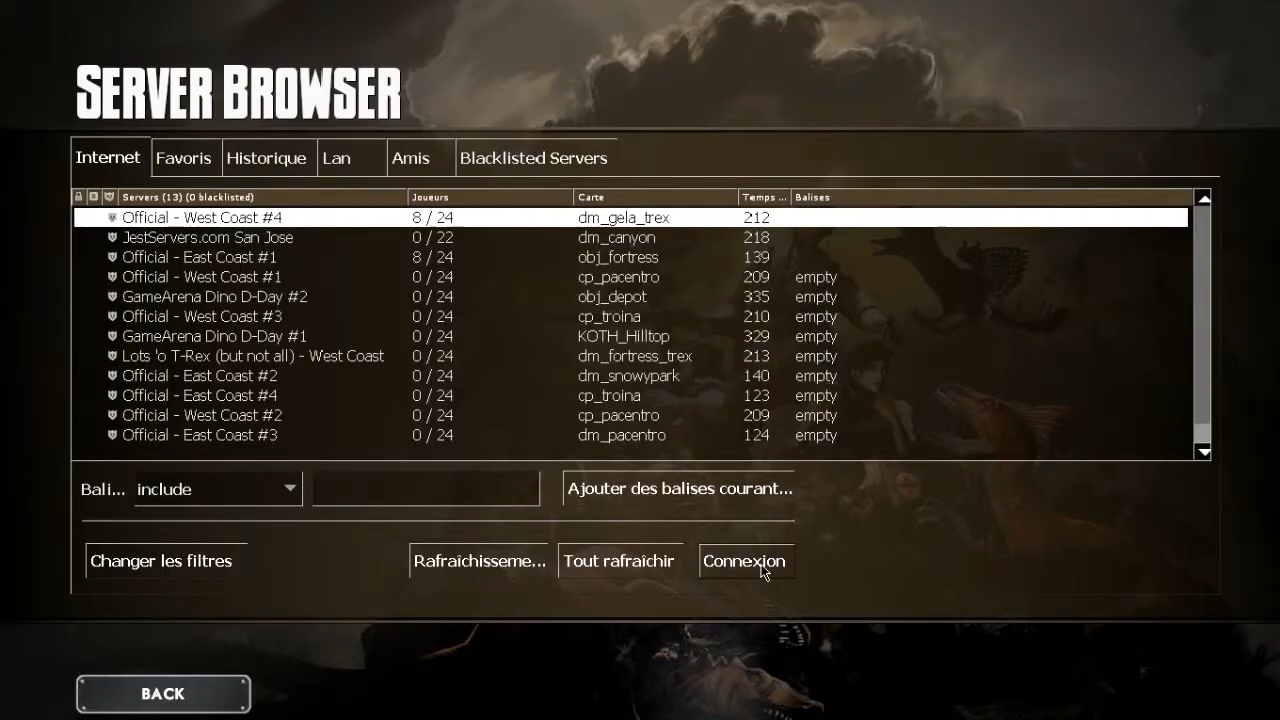 SERVER BROWSER
Internet Favoris Historique Lan Amis Blacklisted Servers
Servers (13) (0 blacklisted) Joueurs Carte Temps ... Balises
Official - West Coast #4 8 / 24 dm_gela_trex 212
JestServers.com San Jose 0 / 22 dm_canyon 218
Official - East Coast #1 8 / 24 obj_fortress 139
Official - West Coast #1 0 / 24 cp_pacentro 209 empty
GameArena Dino D-Day #2 0 / 24 obj_depot 335 empty
Official - West Coast #3 0 / 24 cp_troina 210 empty
GameArena Dino D-Day #1 0 / 24 KOTH_Hilltop 329 empty
Lots 'o T-Rex (but not all) - West Coast 0 / 24 dm_fortress_trex 213 empty
Official - East Coast #2 0 / 24 dm_snowypark 140 empty
Official - East Coast #4 0 / 24 cp_troina 123 empty
Official - West Coast #2 0 / 24 cp_pacentro 209 empty
Official - East Coast #3 0 / 24 dm_pacentro 124 empty
Bali... include Ajouter des balises courant...
Changer les filtres Rafraîchisseme... Tout rafraîchir Connexion
BACK